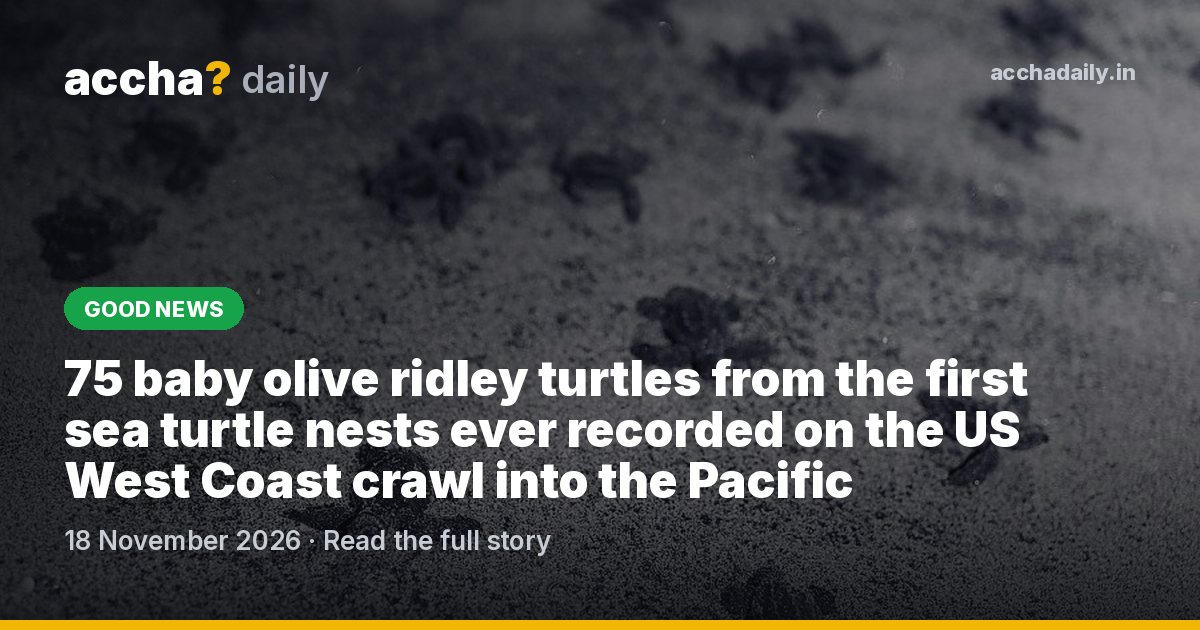 accha? daily
acchadaily.in
GOOD NEWS
75 baby olive ridley turtles from the first
sea turtle nests ever recorded on the US
West Coast crawl into the Pacific
18 November 2026 · Read the full story